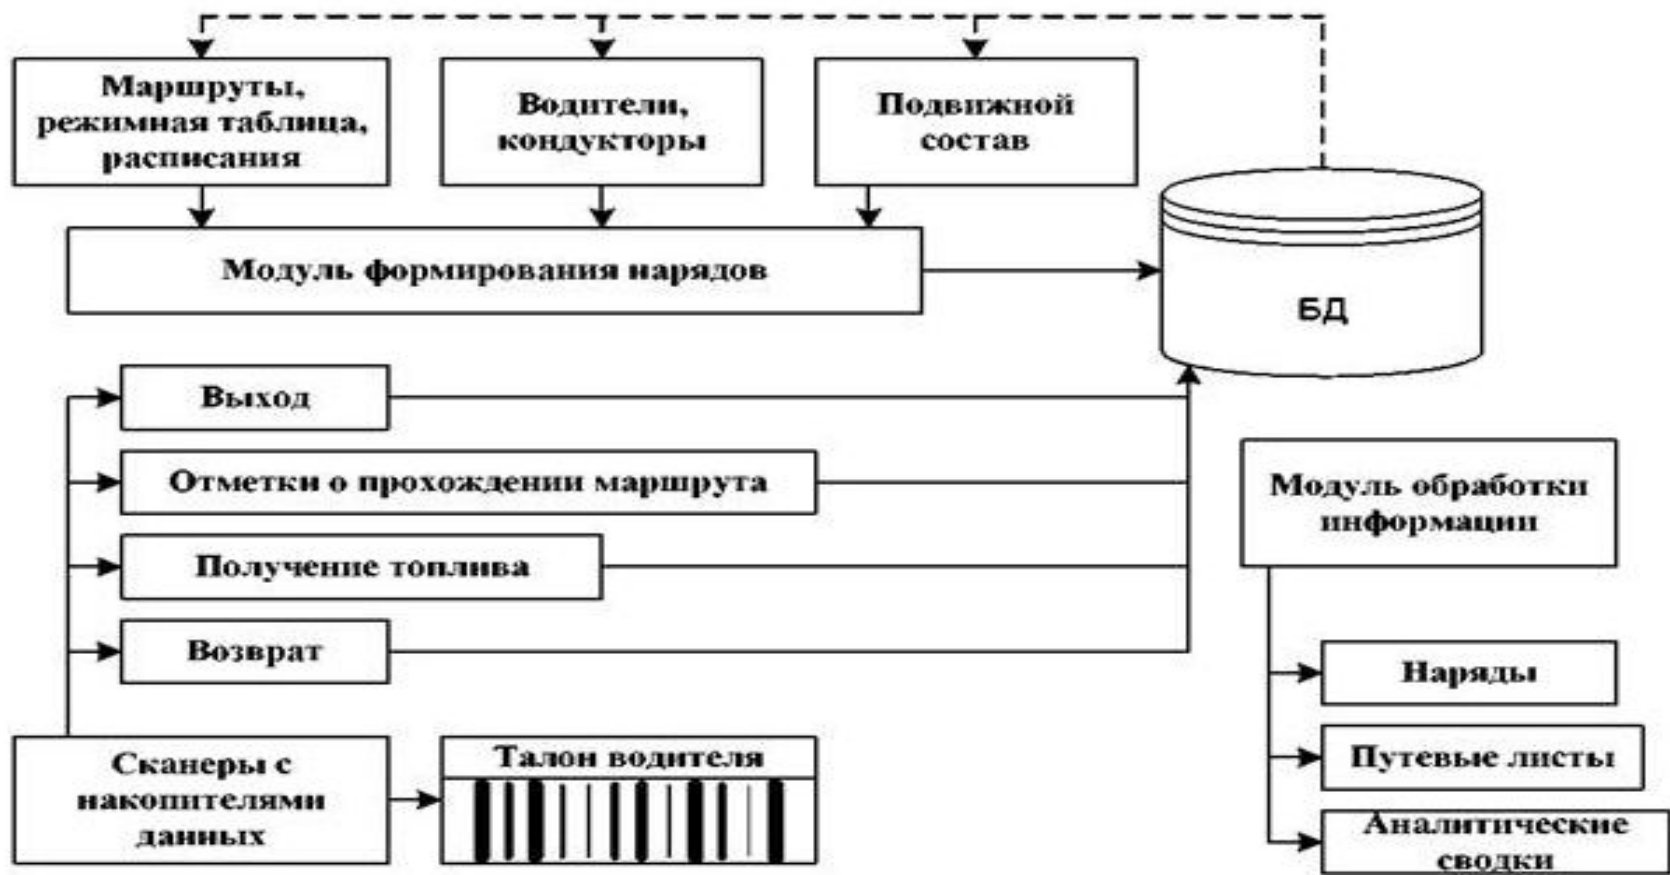 Маршруты,
режимная таблица,
расписания
Водители,
кондукторы
Подвижной
состав
Модуль формирования нарядов
БД
Выход
Отметки о прохождении маршрута
Получение топлива
Возврат
Модуль обработки
информации
Наряды
Путевые листы
Аналитические
сводки
Сканеры с
накопителями
данных
Талон водителя